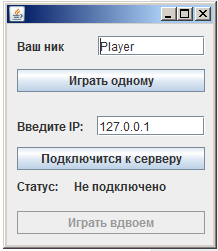 Ваш ник Player
Играть одному
Введите IP: 127.0.0.1
Подключится к серверу
Статус: Не подключено
Играть вдвоем